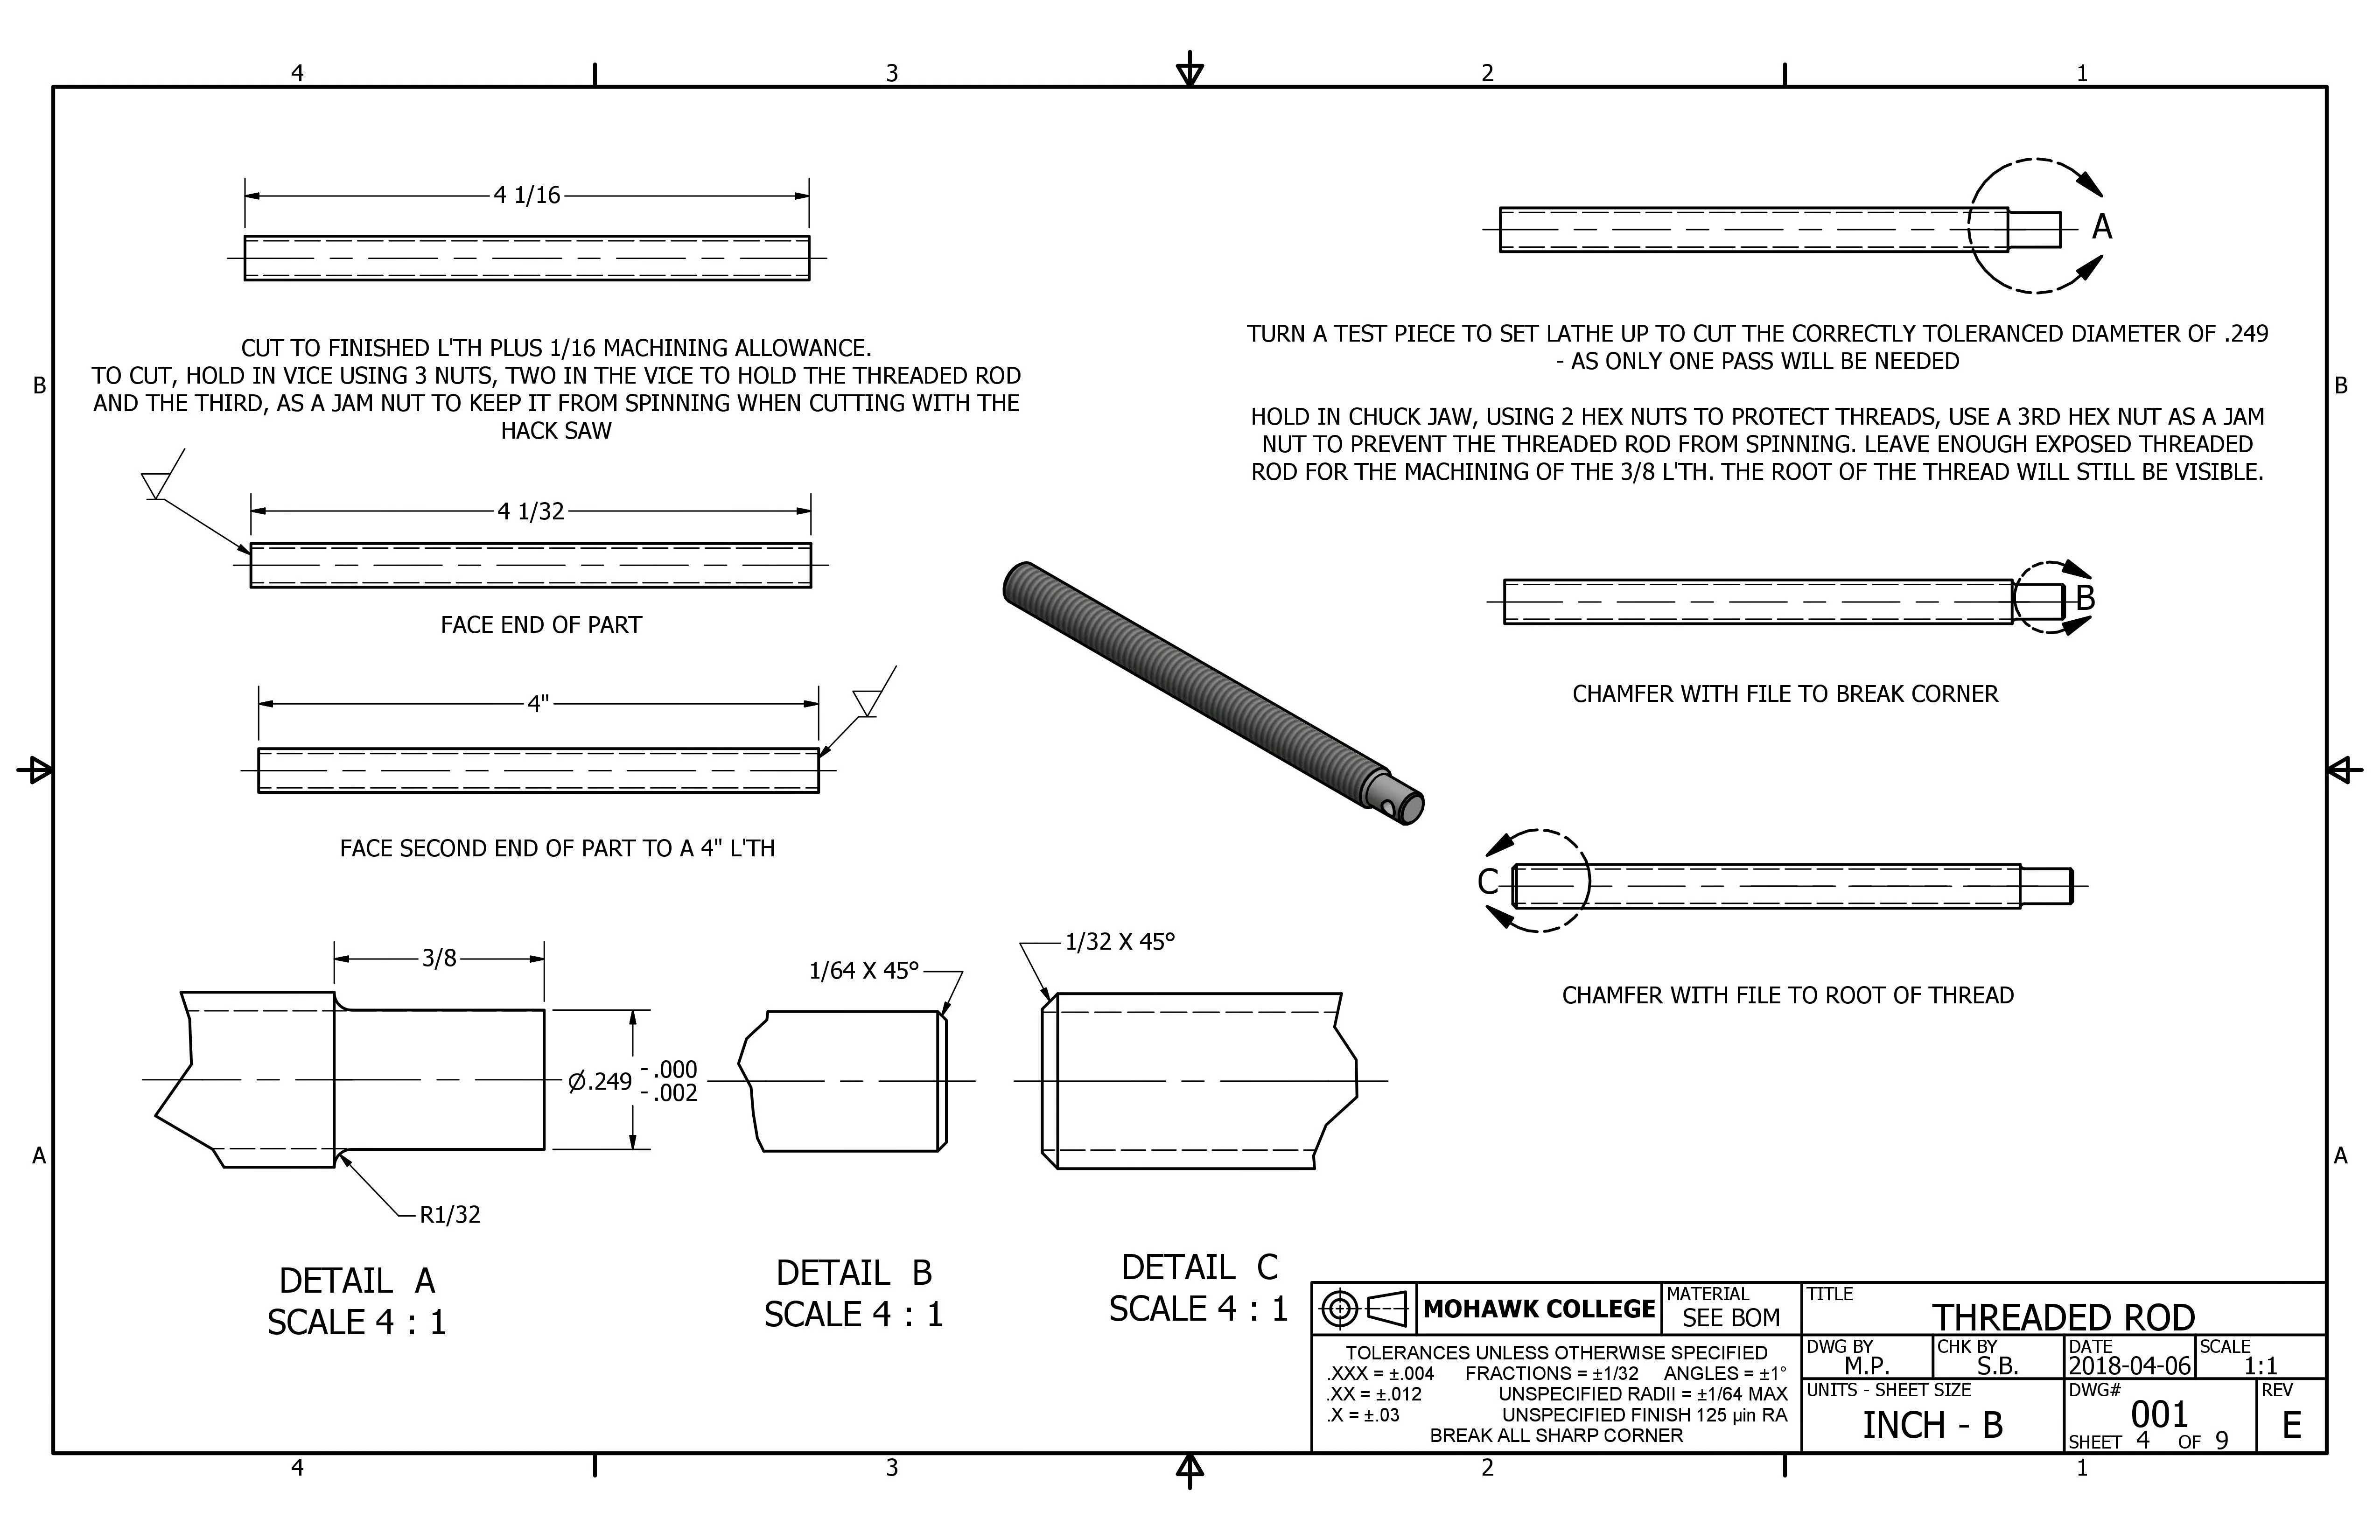 4 3 2 1
4 1/16
CUT TO FINISHED L'TH PLUS 1/16 MACHINING ALLOWANCE.
TO CUT, HOLD IN VICE USING 3 NUTS, TWO IN THE VICE TO HOLD THE THREADED ROD
AND THE THIRD, AS A JAM NUT TO KEEP IT FROM SPINNING WHEN CUTTING WITH THE
HACK SAW
B
4 1/32
FACE END OF PART
4"
FACE SECOND END OF PART TO A 4" L'TH
A
TURN A TEST PIECE TO SET LATHE UP TO CUT THE CORRECTLY TOLERANCED DIAMETER OF .249
- AS ONLY ONE PASS WILL BE NEEDED
HOLD IN CHUCK JAW, USING 2 HEX NUTS TO PROTECT THREADS, USE A 3RD HEX NUT AS A JAM
NUT TO PREVENT THE THREADED ROD FROM SPINNING. LEAVE ENOUGH EXPOSED THREADED
ROD FOR THE MACHINING OF THE 3/8 L'TH. THE ROOT OF THE THREAD WILL STILL BE VISIBLE.
B
B
CHAMFER WITH FILE TO BREAK CORNER
C
CHAMFER WITH FILE TO ROOT OF THREAD
3/8
Ø.249 - .000
- .002
R1/32
DETAIL A
SCALE 4 : 1
1/64 X 45°
DETAIL B
SCALE 4 : 1
1/32 X 45°
DETAIL C
SCALE 4 : 1
A
A
MOHAWK COLLEGE
MATERIAL
SEE BOM
TITLE
THREADED ROD
TOLERANCES UNLESS OTHERWISE SPECIFIED
.XXX = ±.004 FRACTIONS = ±1/32 ANGLES = ±1°
.XX = ±.012 UNSPECIFIED RADII = ±1/64 MAX
.X = ±.03 UNSPECIFIED FINISH 125 µin RA
BREAK ALL SHARP CORNER
DWG BY
M.P.
CHK BY
S.B.
DATE
2018-04-06
SCALE
1:1
UNITS - SHEET SIZE
INCH - B
DWG#
001
SHEET 4 OF 9
REV
E
4 3 2 1